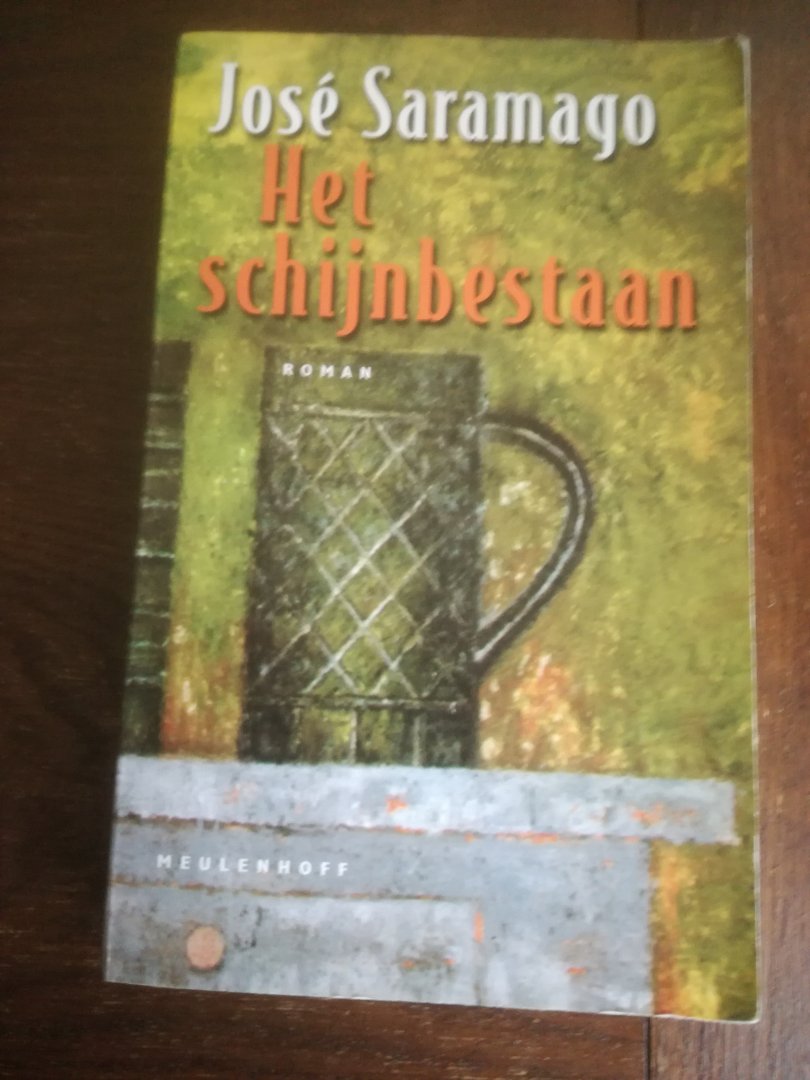 José Saramago
Het
schijnbestaan
ROMAN
MEULENHOFF